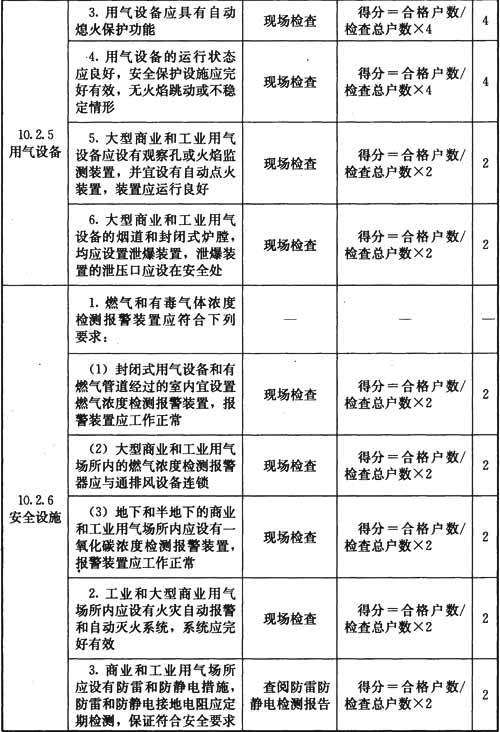 10.2.5
用气设备
3. 用气设备应具有自动
熄火保护功能
现场检查
得分＝合格户数/
检查总户数×4
4
4. 用气设备的运行状态
应良好，安全保护设施应完
好有效，无火焰跳动或不稳
定情形
现场检查
得分＝合格户数/
检查总户数×4
4
5. 大型商业和工业用气
设备应设有观察孔或火焰监
测装置，并宜设有自动点火
装置，装置应运行良好
现场检查
得分＝合格户数/
检查总户数×2
2
6. 大型商业和工业用气
设备的烟道和封闭式炉膛，
均应设置泄爆装置，泄爆装
置的泄压口应设在安全处
现场检查
得分＝合格户数/
检查总户数×2
2
10.2.6
安全设施
1. 燃气和有毒气体浓度
检测报警装置应符合下列
要求：
—
—
—
（1）封闭式用气设备和有
燃气管道经过的室内宜设置
燃气浓度检测报警装置，报
警装置应工作正常
现场检查
得分＝合格户数/
检查总户数×2
2
（2）大型商业和工业用气
场所内的燃气浓度检测报警
器应与通排风设备连锁
现场检查
得分＝合格户数/
检查总户数×2
2
（3）地下和半地下的商业
和工业用气场所内应设有一
氧化碳浓度检测报警装置，
报警装置应工作正常
现场检查
得分＝合格户数/
检查总户数×2
2
2. 工业和大型商业用气
场所内应设有火灾自动报警
和自动灭火系统，系统应完
好有效
现场检查
得分＝合格户数/
检查总户数×2
2
3. 商业和工业用气场所
应设有防雷和防静电措施，
防雷和防静电接地电阻应定
期检测，保证符合安全要求
查阅防雷防
静电检测报告
得分＝合格户数/
检查总户数×2
2